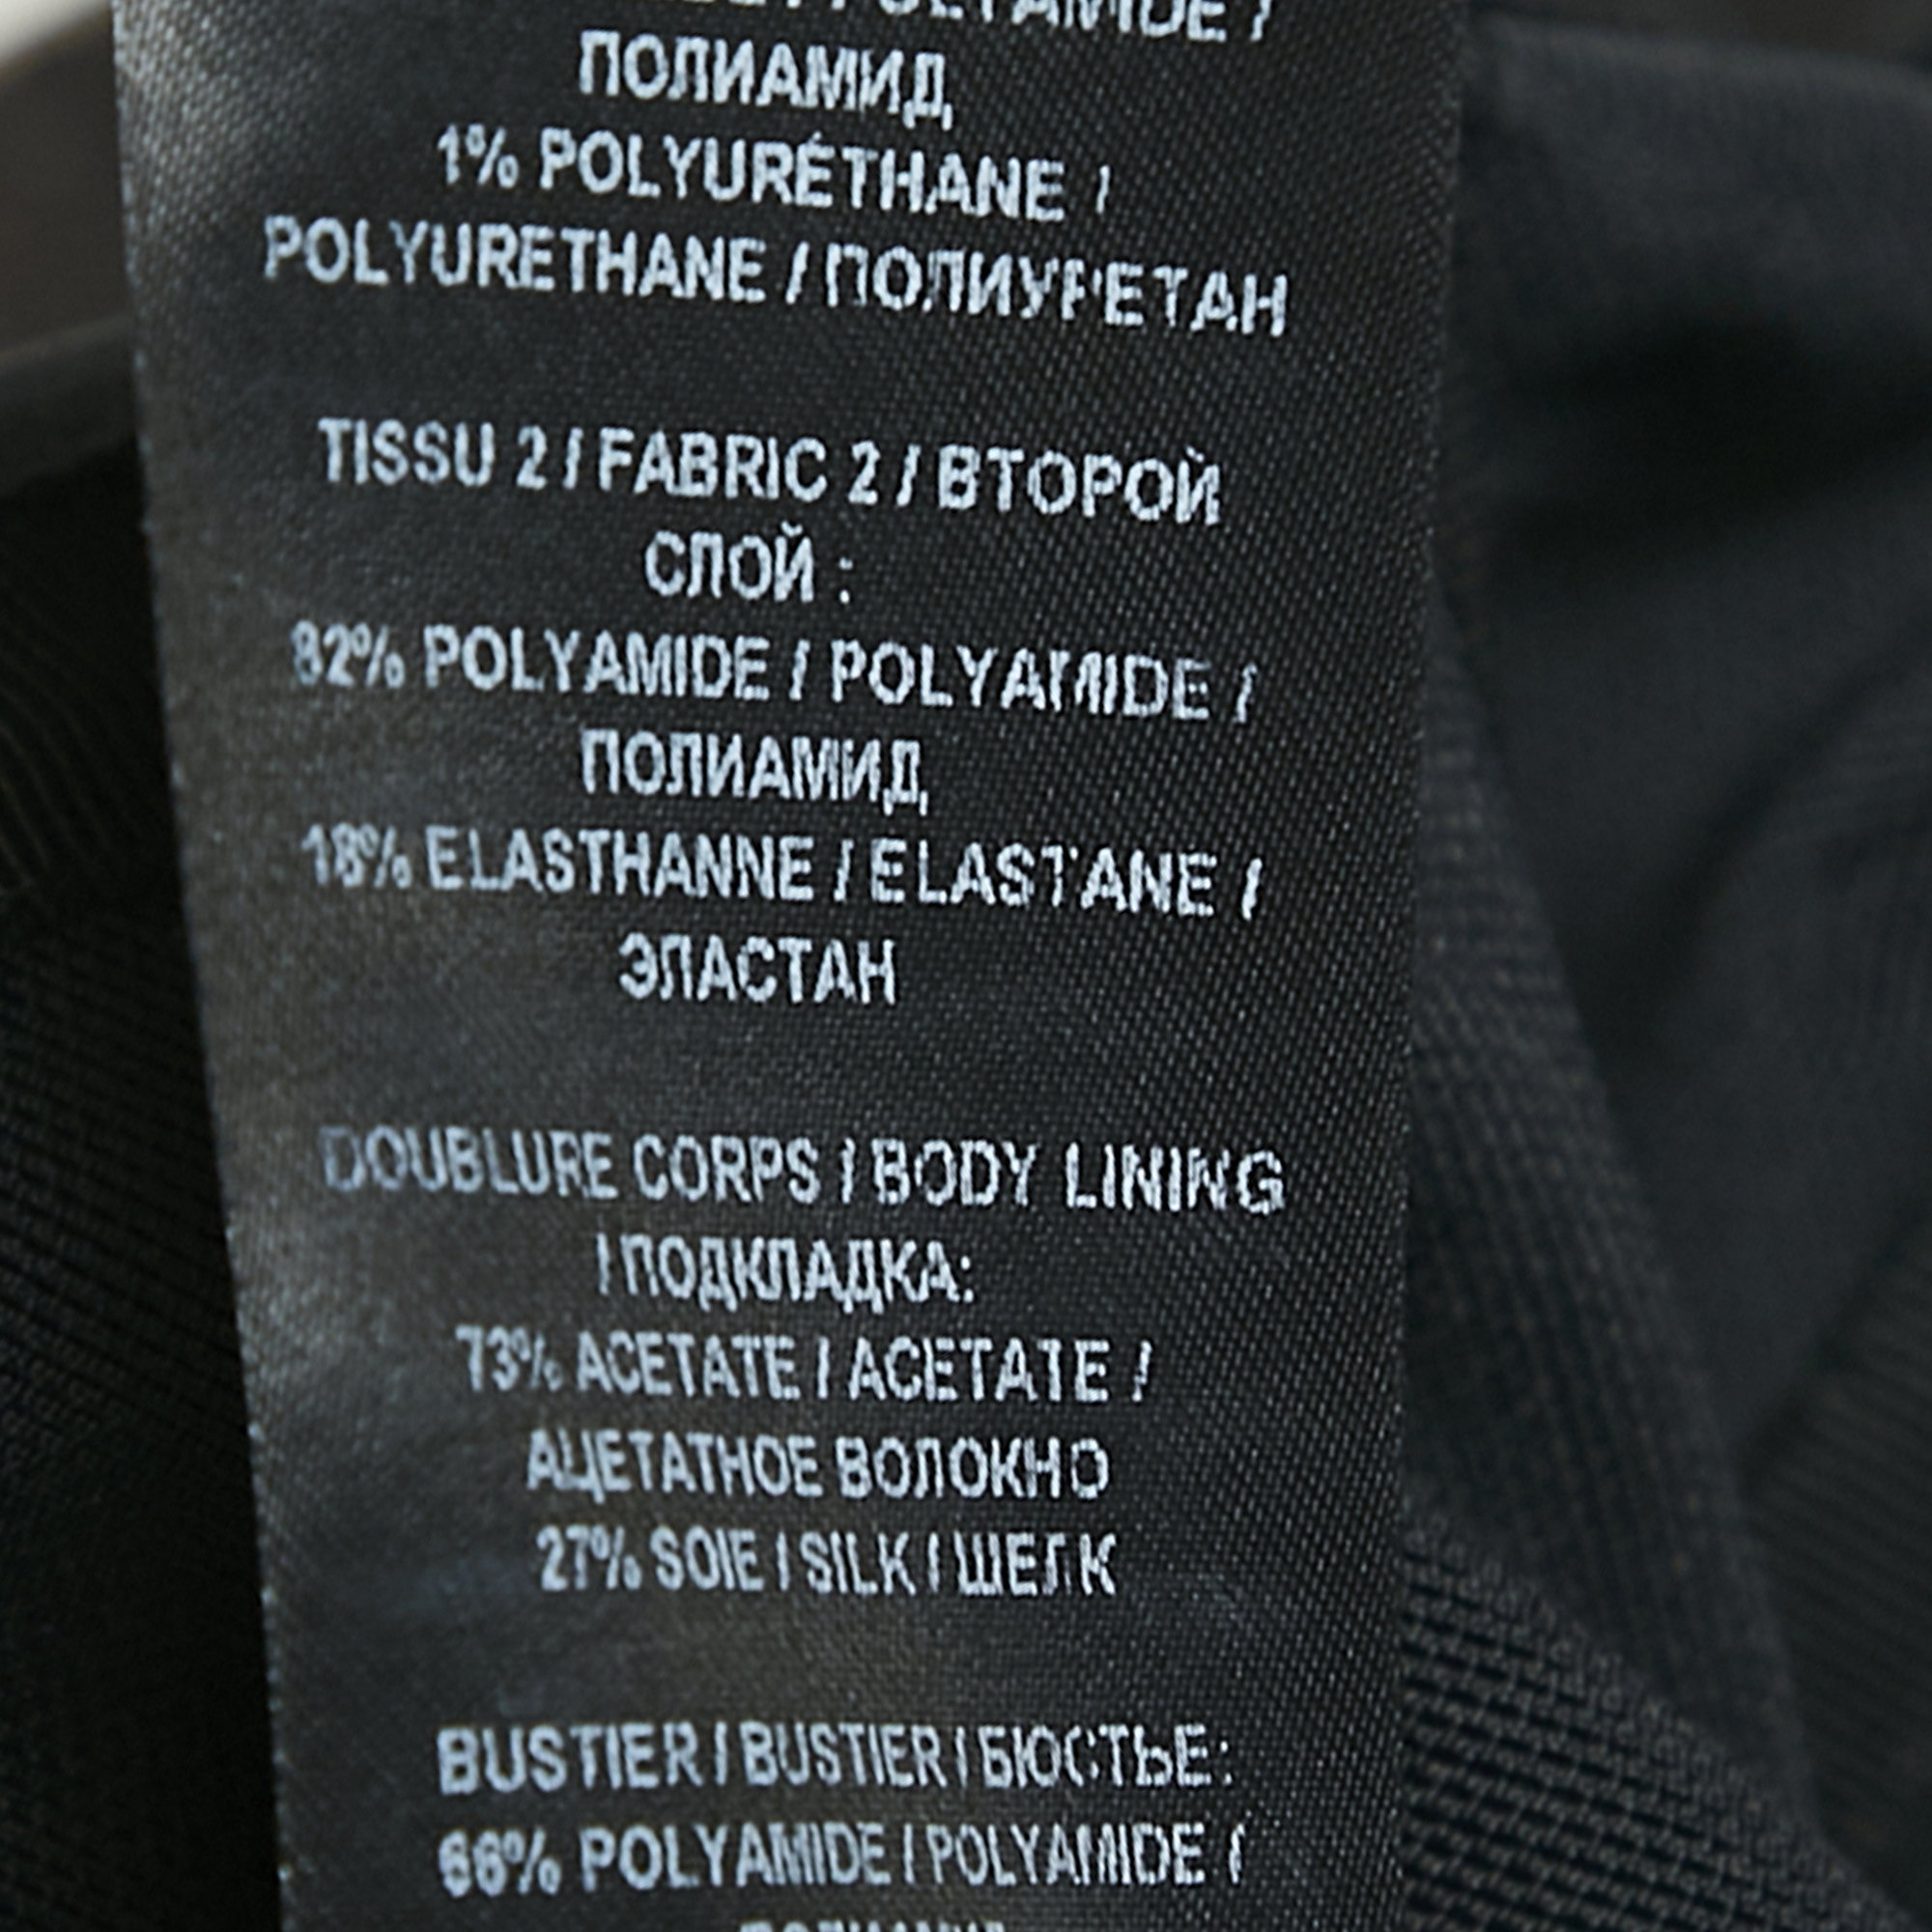 POLYAMIDE /
ПОЛИАМИД
1% POLYURÉTHANE /
POLYURETHANE / ПОЛИУРЕТАН
TISSU 2 / FABRIC 2 / ВТОРОЙ
СЛОЙ :
82% POLYAMIDE / POLYAMIDE /
ПОЛИАМИД
18% ELASTHANNE / ELASTANE /
ЭЛАСТАН
DOUBLURE CORPS / BODY LINING
/ ПОДКЛАДКА:
73% ACETATE / ACETATE /
АЦЕТАТНОЕ ВОЛОКНО
27% SOIE / SILK / ШЕЛК
BUSTIER / BUSTIER / БЮСТЬЕ:
66% POLYAMIDE / POLYAMIDE /